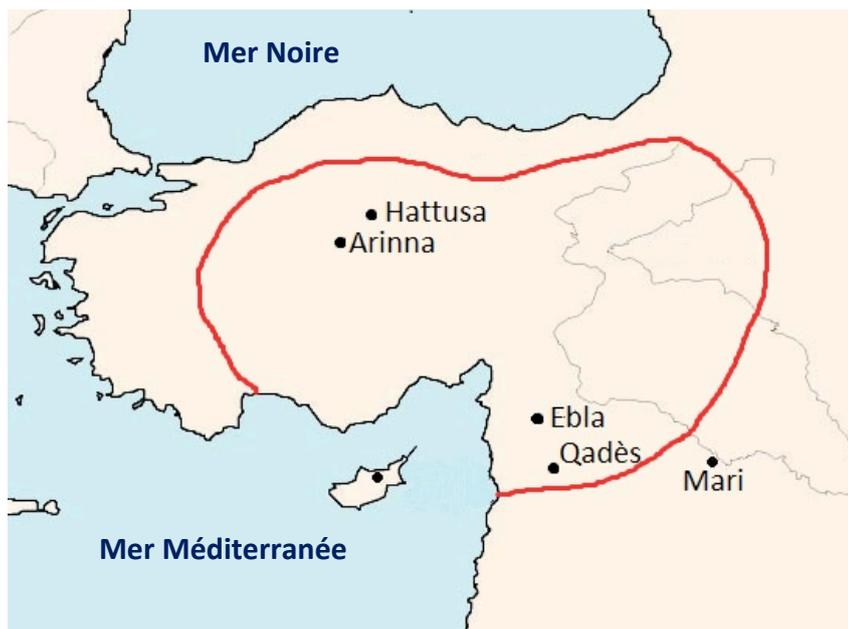 Mer Noire
Hattusa
Arinna
Ebla
Qadès
Mari
Mer Méditerranée